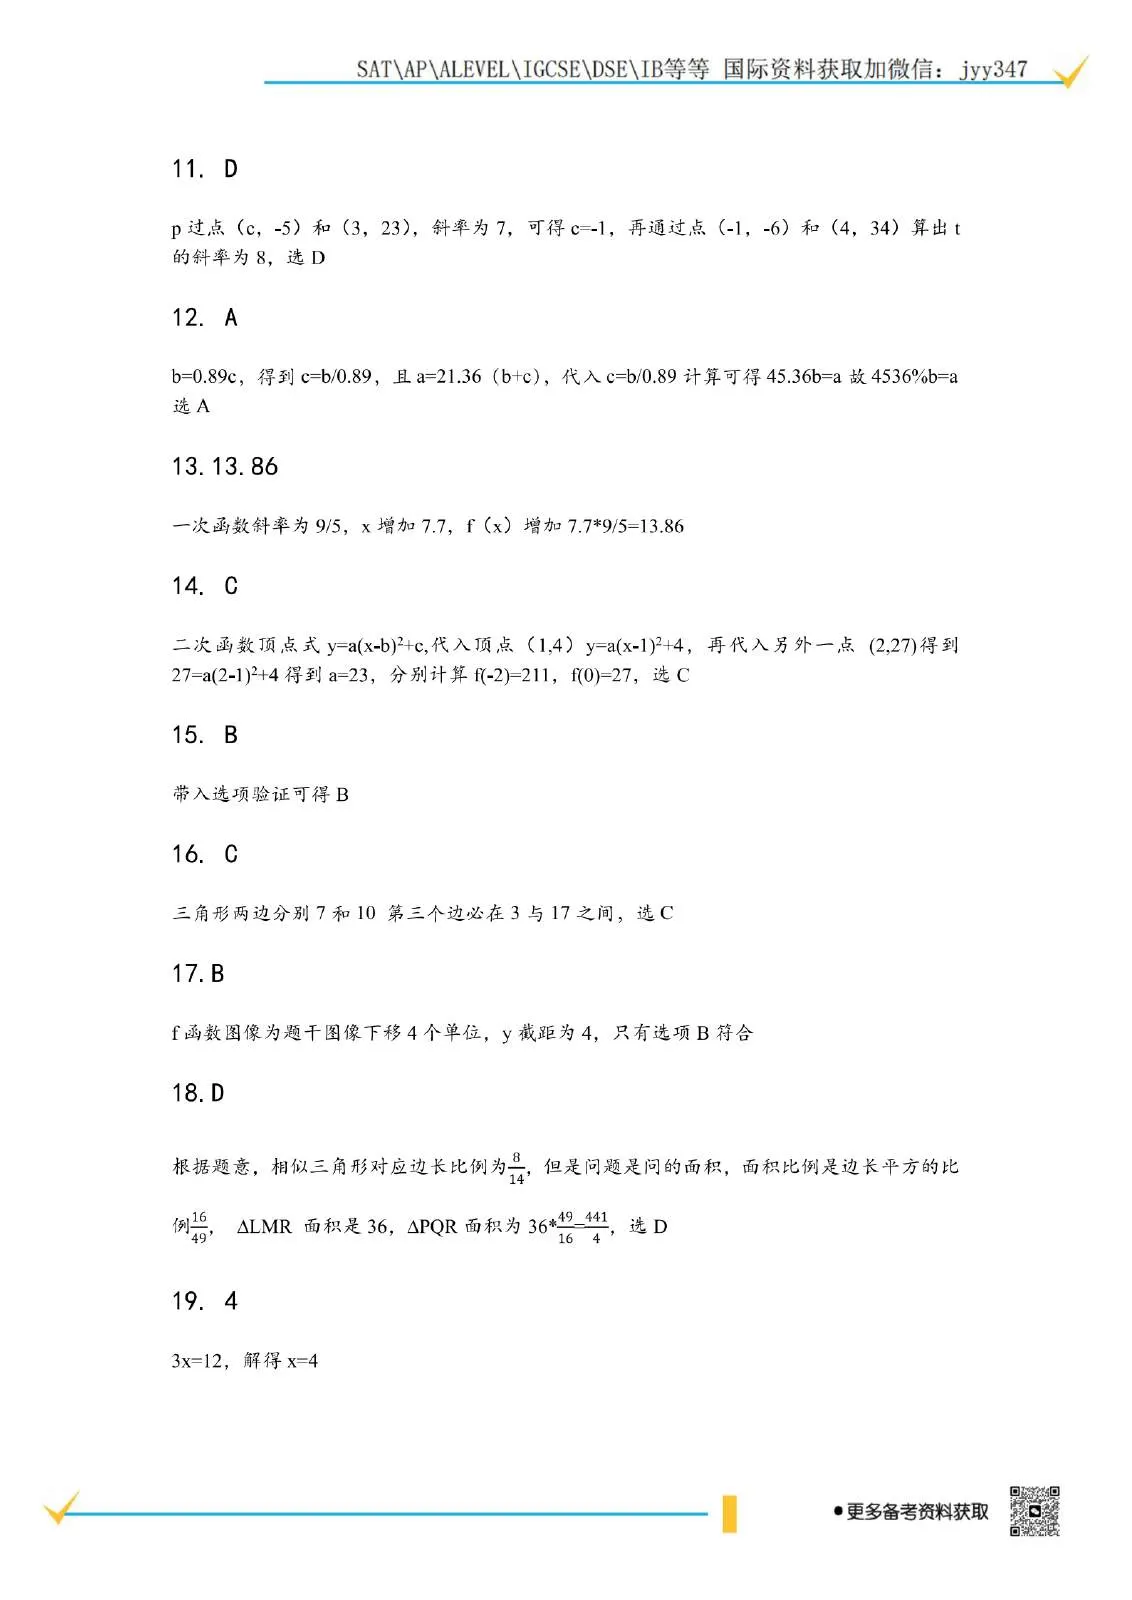 SAT\AP\ALEVEL\IGCSE\DSE\IB等等 国际资料获取加微信: jyy347
11. D
p 过点（c，-5）和（3，23），斜率为 7，可得 c=-1，再通过点（-1，-6）和（4，34）算出 t
的斜率为 8，选 D
12. A
b=0.89c，得到 c=b/0.89，且 a=21.36（b+c），代入 c=b/0.89 计算可得 45.36b=a 故 4536%b=a
选 A
13.13.86
一次函数斜率为 9/5，x 增加 7.7，f（x）增加 7.7*9/5=13.86
14. C
二次函数顶点式 y=a(x-b)²+c,代入顶点（1,4）y=a(x-1)²+4，再代入另外一点 (2,27)得到
27=a(2-1)²+4 得到 a=23，分别计算 f(-2)=211，f(0)=27，选 C
15. B
带入选项验证可得 B
16. C
三角形两边分别 7 和 10 第三个边必在 3 与 17 之间，选 C
17.B
f 函数图像为题干图像下移 4 个单位，y 截距为 4，只有选项 B 符合
18.D
根据题意，相似三角形对应边长比例为8/14，但是问题是问的面积，面积比例是边长平方的比
例16/49， ΔLMR 面积是 36，ΔPQR 面积为 36*49/16=441/4，选 D
19. 4
3x=12，解得 x=4
•更多备考资料获取